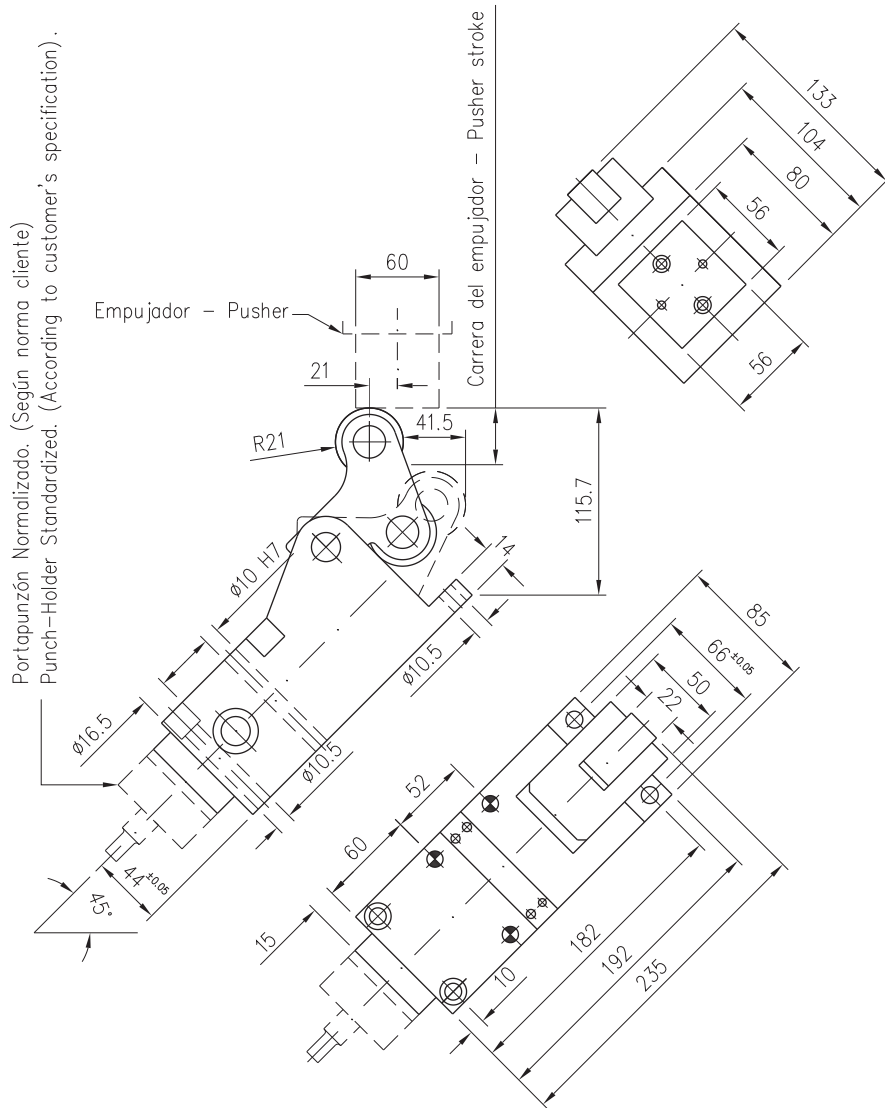 Portapunzón Normalizado. (Según norma cliente)
Punch-Holder Standardized. (According to customer's specification).
Empujador - Pusher
60
21
Carrera del empujador - Pusher stroke
R21
41.5
115.7
14
ø10 H7
ø10.5
ø16.5
ø10.5
44 ±0.05
45°
133
104
80
56
56
85
66 ±0.05
50
22
52
60
15
10
182
192
235